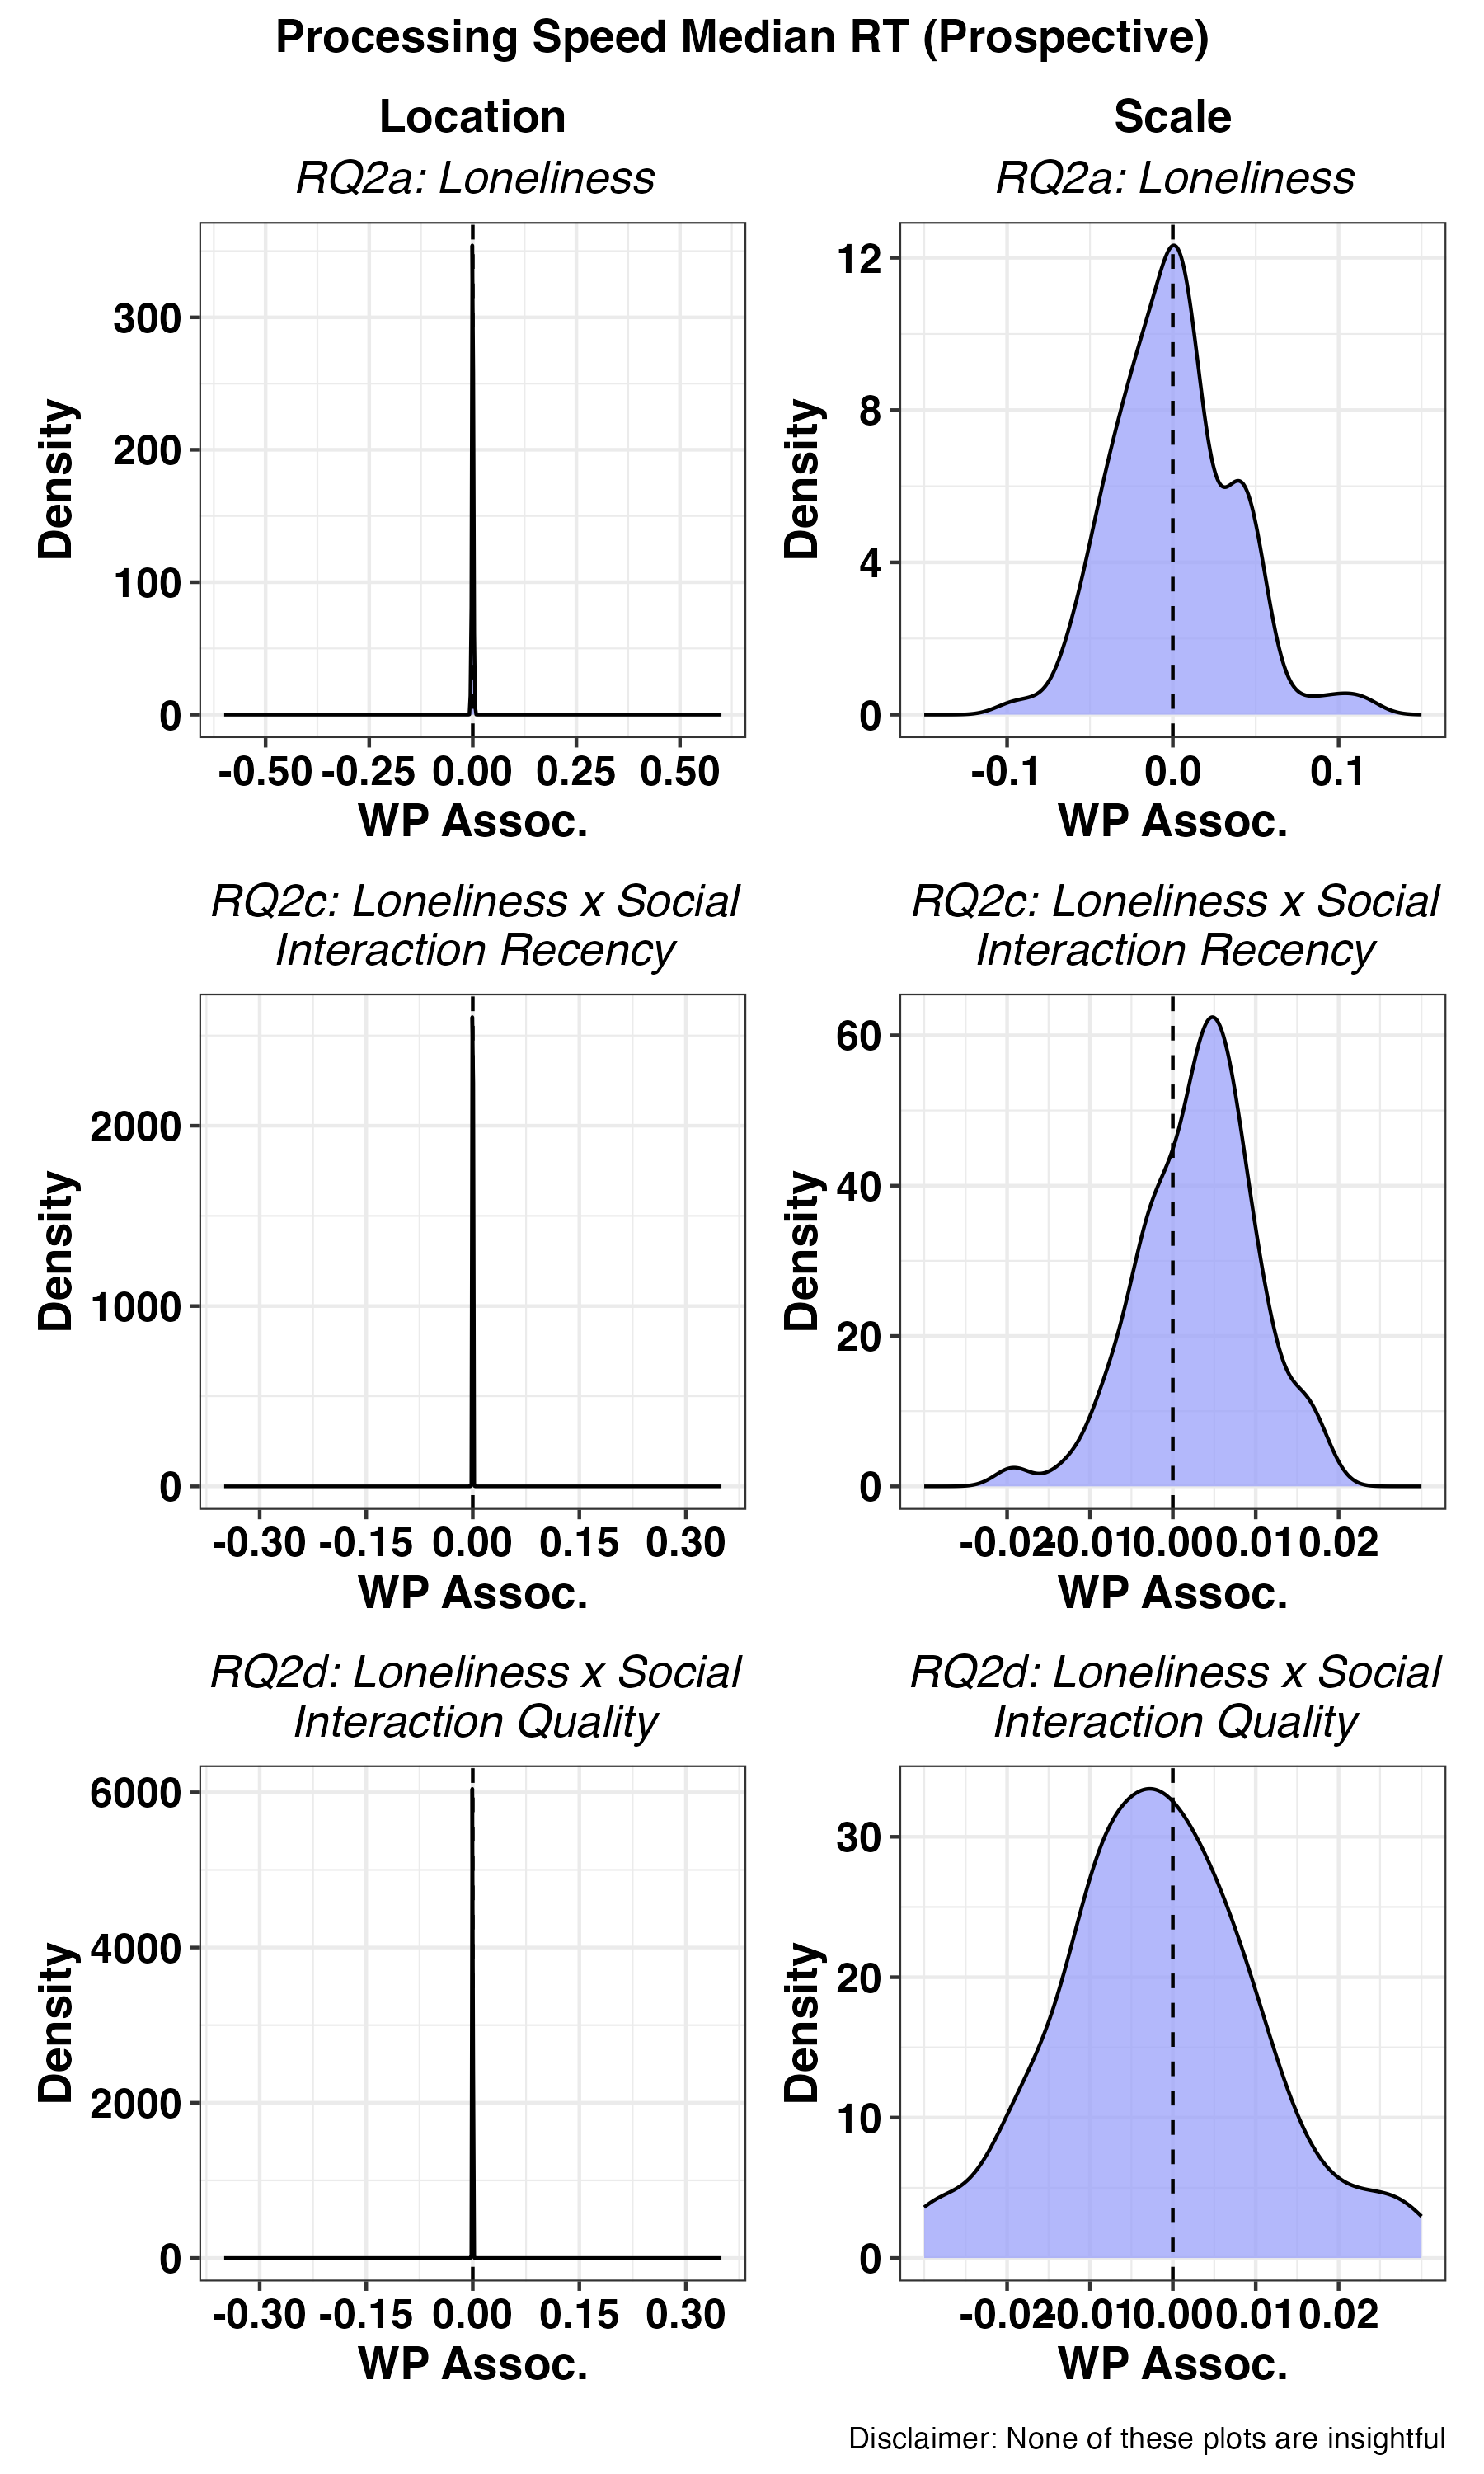 Processing Speed Median RT (Prospective)
Location
Scale
RQ2a: Loneliness
RQ2a: Loneliness
Density
300
200
100
0
-0.50 -0.25 0.00 0.25 0.50
WP Assoc.
Density
12
8
4
0
-0.1 0.0 0.1
WP Assoc.
RQ2c: Loneliness x Social
Interaction Recency
RQ2c: Loneliness x Social
Interaction Recency
Density
2000
1000
0
-0.30 -0.15 0.00 0.15 0.30
WP Assoc.
Density
60
40
20
0
-0.02 -0.01 0.00 0.01 0.02
WP Assoc.
RQ2d: Loneliness x Social
Interaction Quality
RQ2d: Loneliness x Social
Interaction Quality
Density
6000
4000
2000
0
-0.30 -0.15 0.00 0.15 0.30
WP Assoc.
Density
30
20
10
0
-0.02 -0.01 0.00 0.01 0.02
WP Assoc.
Disclaimer: None of these plots are insightful